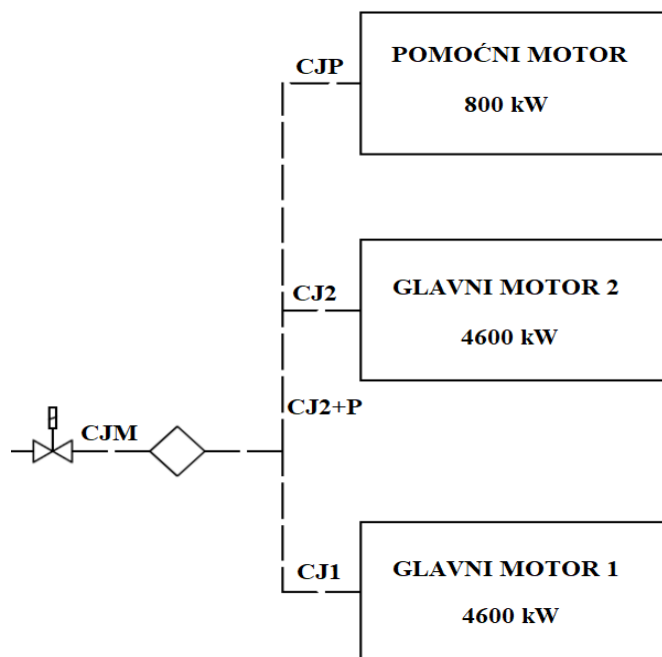 CJP
POMOĆNI MOTOR
800 kW
CJ2
GLAVNI MOTOR 2
4600 kW
CJ2+P
CJM
CJ1
GLAVNI MOTOR 1
4600 kW